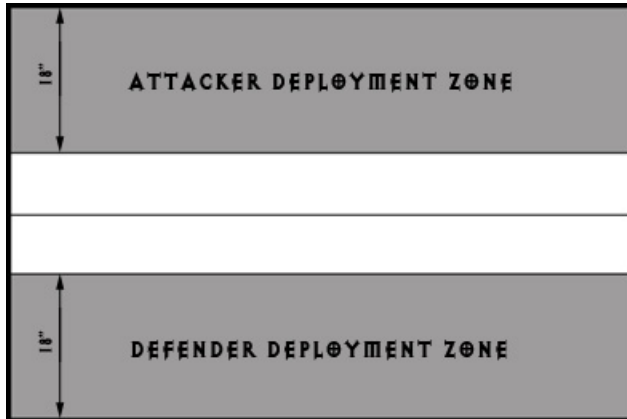 18"
ATTACKER DEPLOYMENT ZONE
18"
DEFENDER DEPLOYMENT ZONE